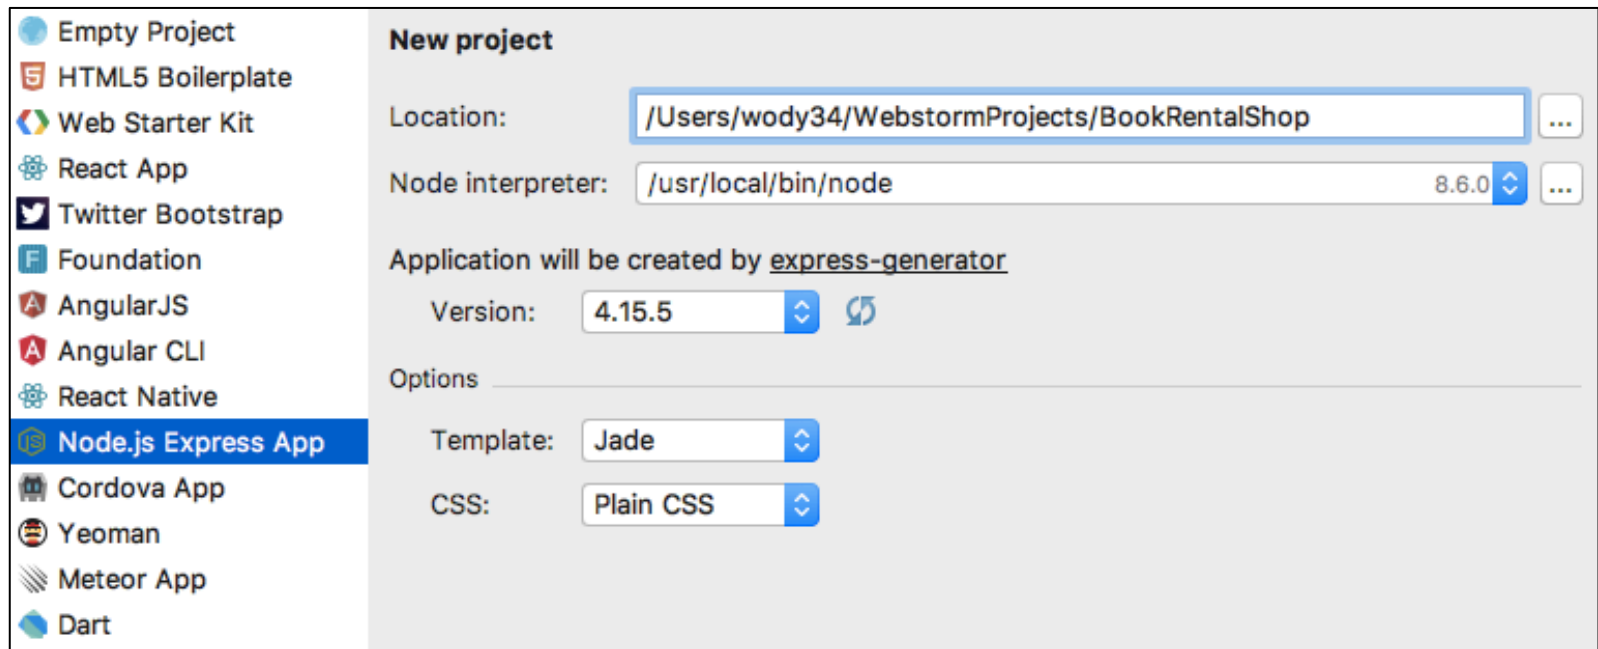 Empty Project
HTML5 Boilerplate
Web Starter Kit
React App
Twitter Bootstrap
Foundation
AngularJS
Angular CLI
React Native
Node.js Express App
Cordova App
Yeoman
Meteor App
Dart
New project
Location: /Users/wody34/WebstormProjects/BookRentalShop ...
Node interpreter: /usr/local/bin/node 8.6.0 ...
Application will be created by express-generator
Version: 4.15.5
Options
Template: Jade
CSS: Plain CSS